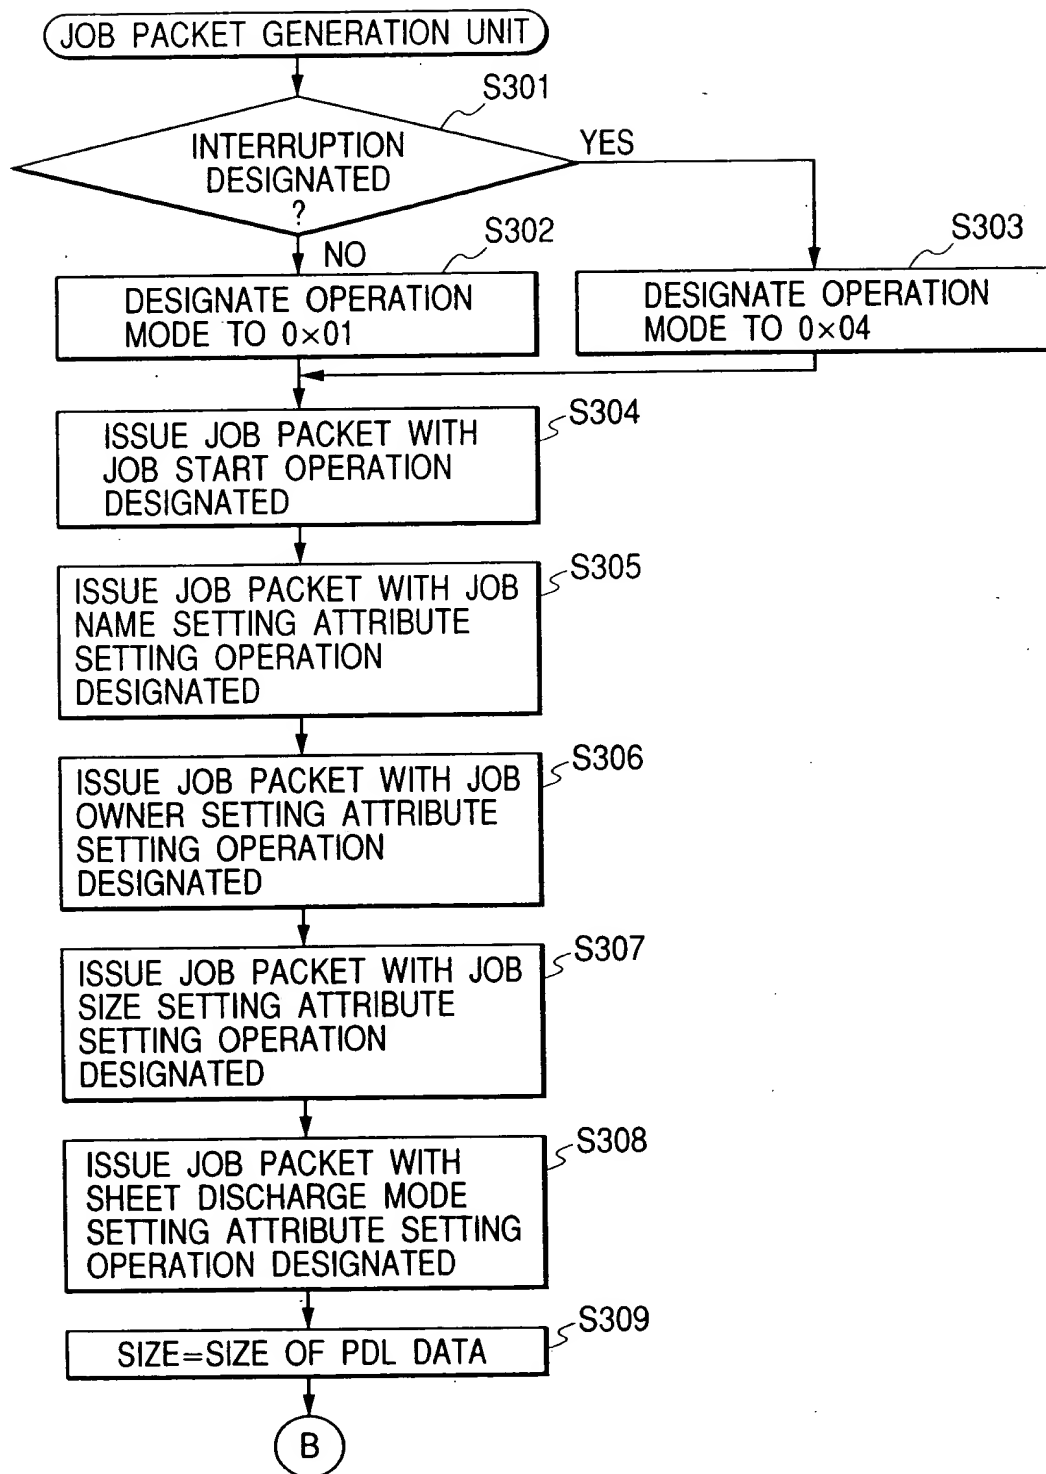 JOB PACKET GENERATION UNIT
S301
INTERRUPTION
DESIGNATED
?
YES
NO
S302
DESIGNATE OPERATION
MODE TO 0×01
S303
DESIGNATE OPERATION
MODE TO 0×04
S304
ISSUE JOB PACKET WITH
JOB START OPERATION
DESIGNATED
S305
ISSUE JOB PACKET WITH JOB
NAME SETTING ATTRIBUTE
SETTING OPERATION
DESIGNATED
S306
ISSUE JOB PACKET WITH JOB
OWNER SETTING ATTRIBUTE
SETTING OPERATION
DESIGNATED
S307
ISSUE JOB PACKET WITH JOB
SIZE SETTING ATTRIBUTE
SETTING OPERATION
DESIGNATED
S308
ISSUE JOB PACKET WITH
SHEET DISCHARGE MODE
SETTING ATTRIBUTE SETTING
OPERATION DESIGNATED
S309
SIZE=SIZE OF PDL DATA
B